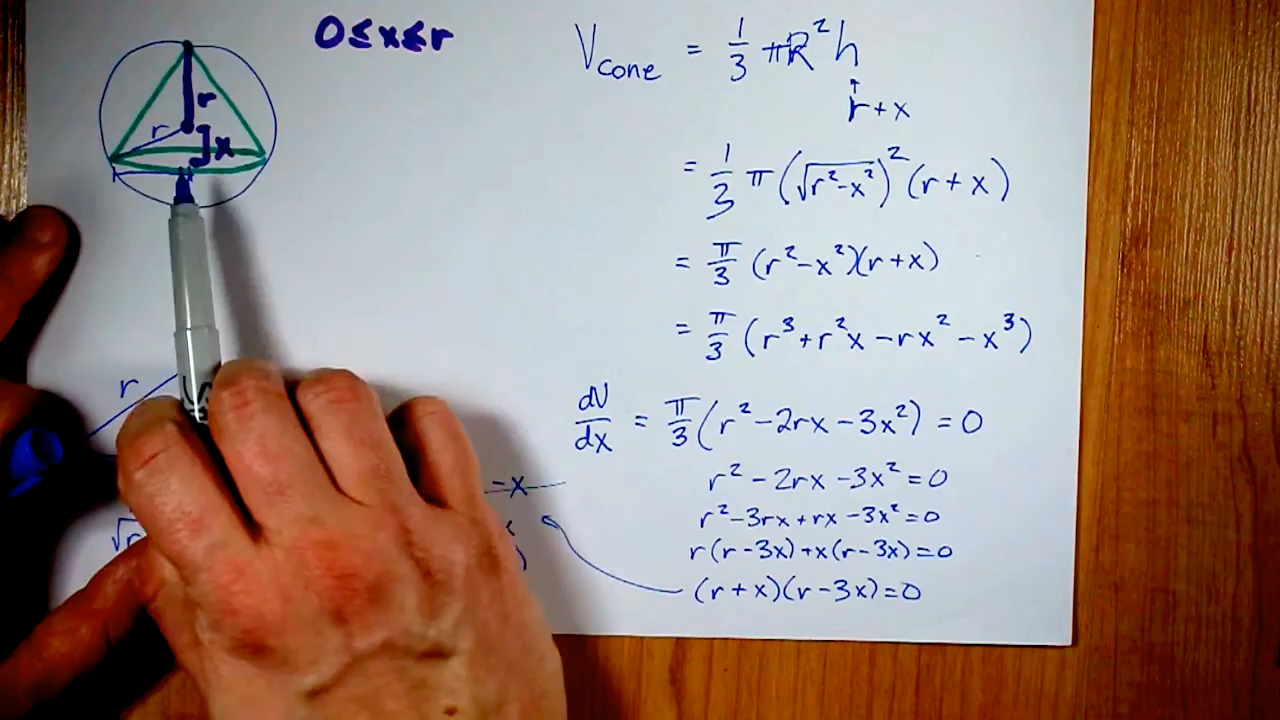 0≤x≤r
r
r
x
V_cone = 1/3 πR²h
r+x
= 1/3 π(√(r²-x²))²(r+x)
= π/3 (r²-x²)(r+x)
= π/3 (r³+r²x-rx²-x³)
dV/dx = π/3 (r²-2rx-3x²) = 0
r
r²-2rx-3x²=0
-x
r²-3rx+rx-3x²=0
r(r-3x)+x(r-3x)=0
(r+x)(r-3x)=0